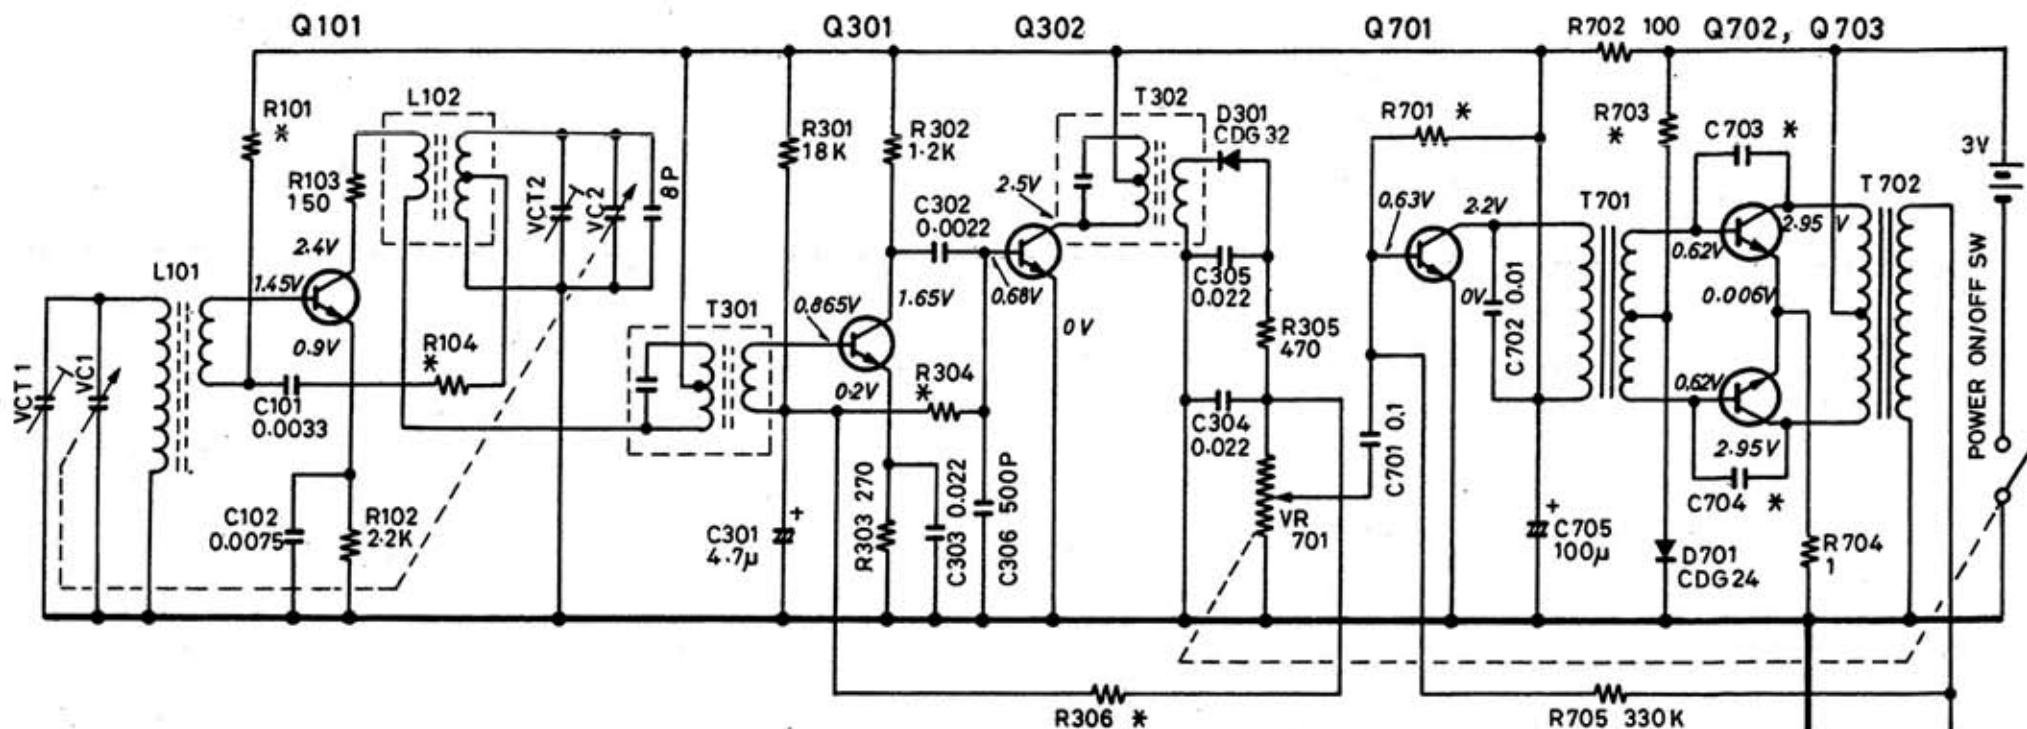 Q101
Q301
Q302
Q701
R702 100
Q702, Q703
R101
*
L102
R103
150
VCT2
VC2
8P
R301
18K
R302
1.2K
T302
D301
CDG32
R701 *
R703
*
C703 *
3V
T702
2.4V
1.45V
L101
0.9V
R104
*
C101
0.0033
VCT1
VC1
C102
0.0075
R102
2.2K
T301
0.865V
1.65V
0.2V
R304
*
C302
0.0022
2.5V
0.68V
0V
C305
0.022
R305
470
C304
0.022
VR
701
C301
4.7µ
+
R303 270
C303 0.022
C306 500P
0.63V
2.2V
0V
C702 0.01
C701 0.1
T701
0.62V
2.95 V
0.006V
0.62V
2.95V
C704 *
+
C705
100µ
D701
CDG24
R704
1
POWER ON/OFF SW
R306 *
R705 330K